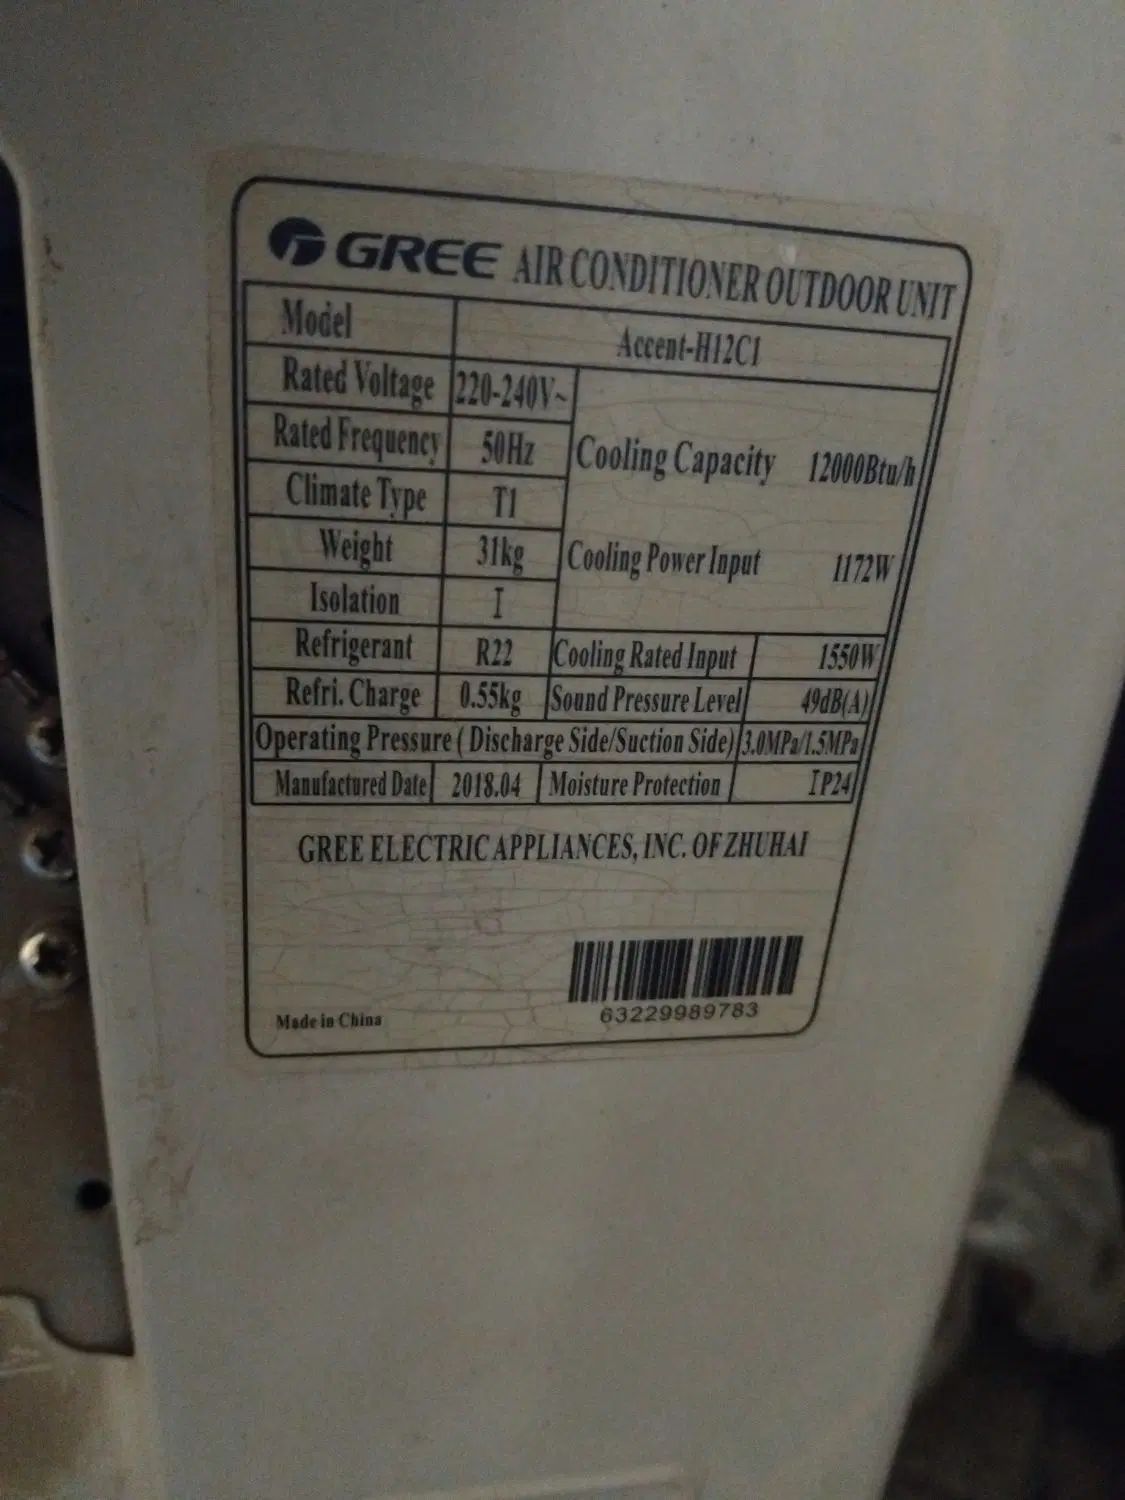 GREE AIR CONDITIONER OUTDOOR UNIT
Model Accent-H12C1
Rated Voltage 220-240V~
Rated Frequency 50Hz Cooling Capacity 12000Btu/h
Climate Type T1
Weight 31kg Cooling Power Input 1172W
Isolation I
Refrigerant R22 Cooling Rated Input 1550W
Refri. Charge 0.55kg Sound Pressure Level 49dB(A)
Operating Pressure ( Discharge Side/Suction Side) 3.0MPa/1.5MPa
Manufactured Date 2018.04 Moisture Protection IP24
GREE ELECTRIC APPLIANCES, INC. OF ZHUHAI
63229989783
Made in China